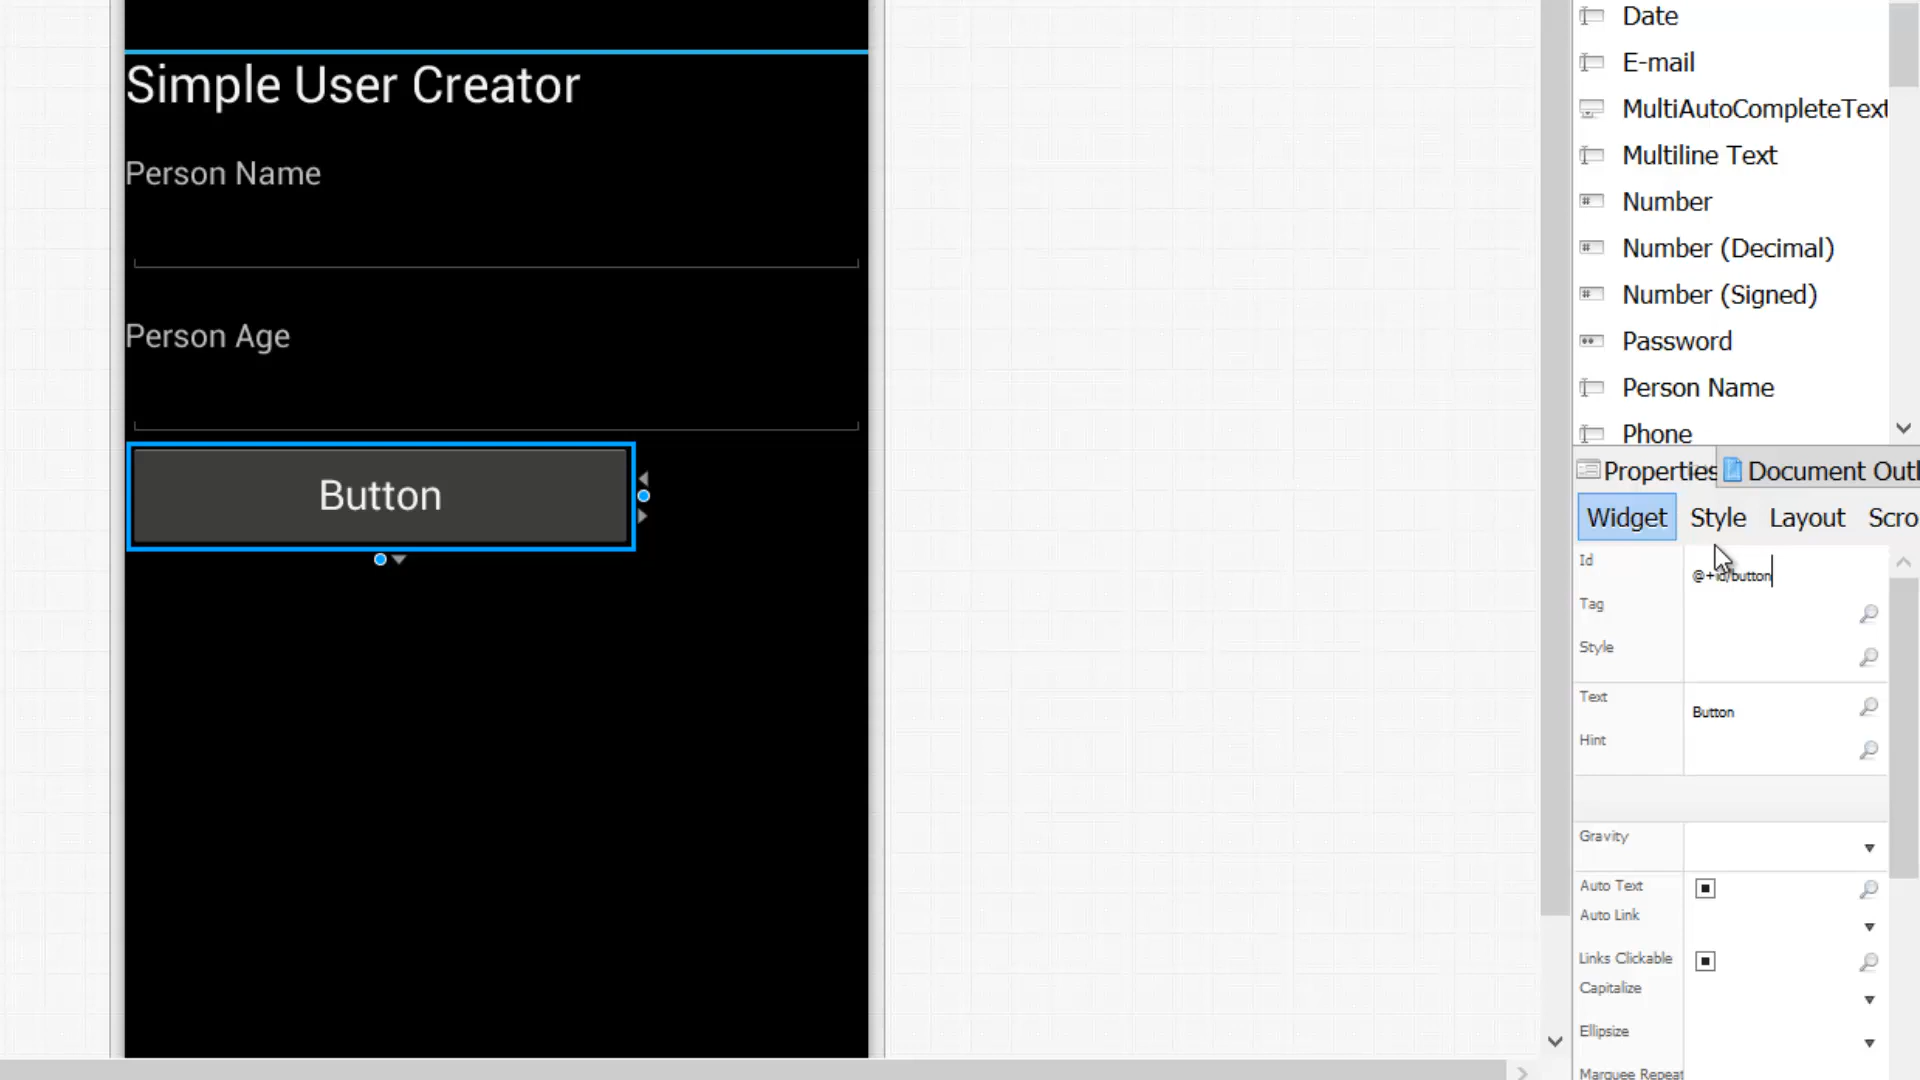 Simple User Creator
Person Name
Person Age
Button
Date
E-mail
MultiAutoCompleteText
Multiline Text
Number
Number (Decimal)
Number (Signed)
Password
Person Name
Phone
Properties
Document Outl
Widget
Style
Layout
Scro
Id
@+id/button
Tag
Style
Text
Button
Hint
Gravity
Auto Text
Auto Link
Links Clickable
Capitalize
Ellipsize
Marquee Repeat